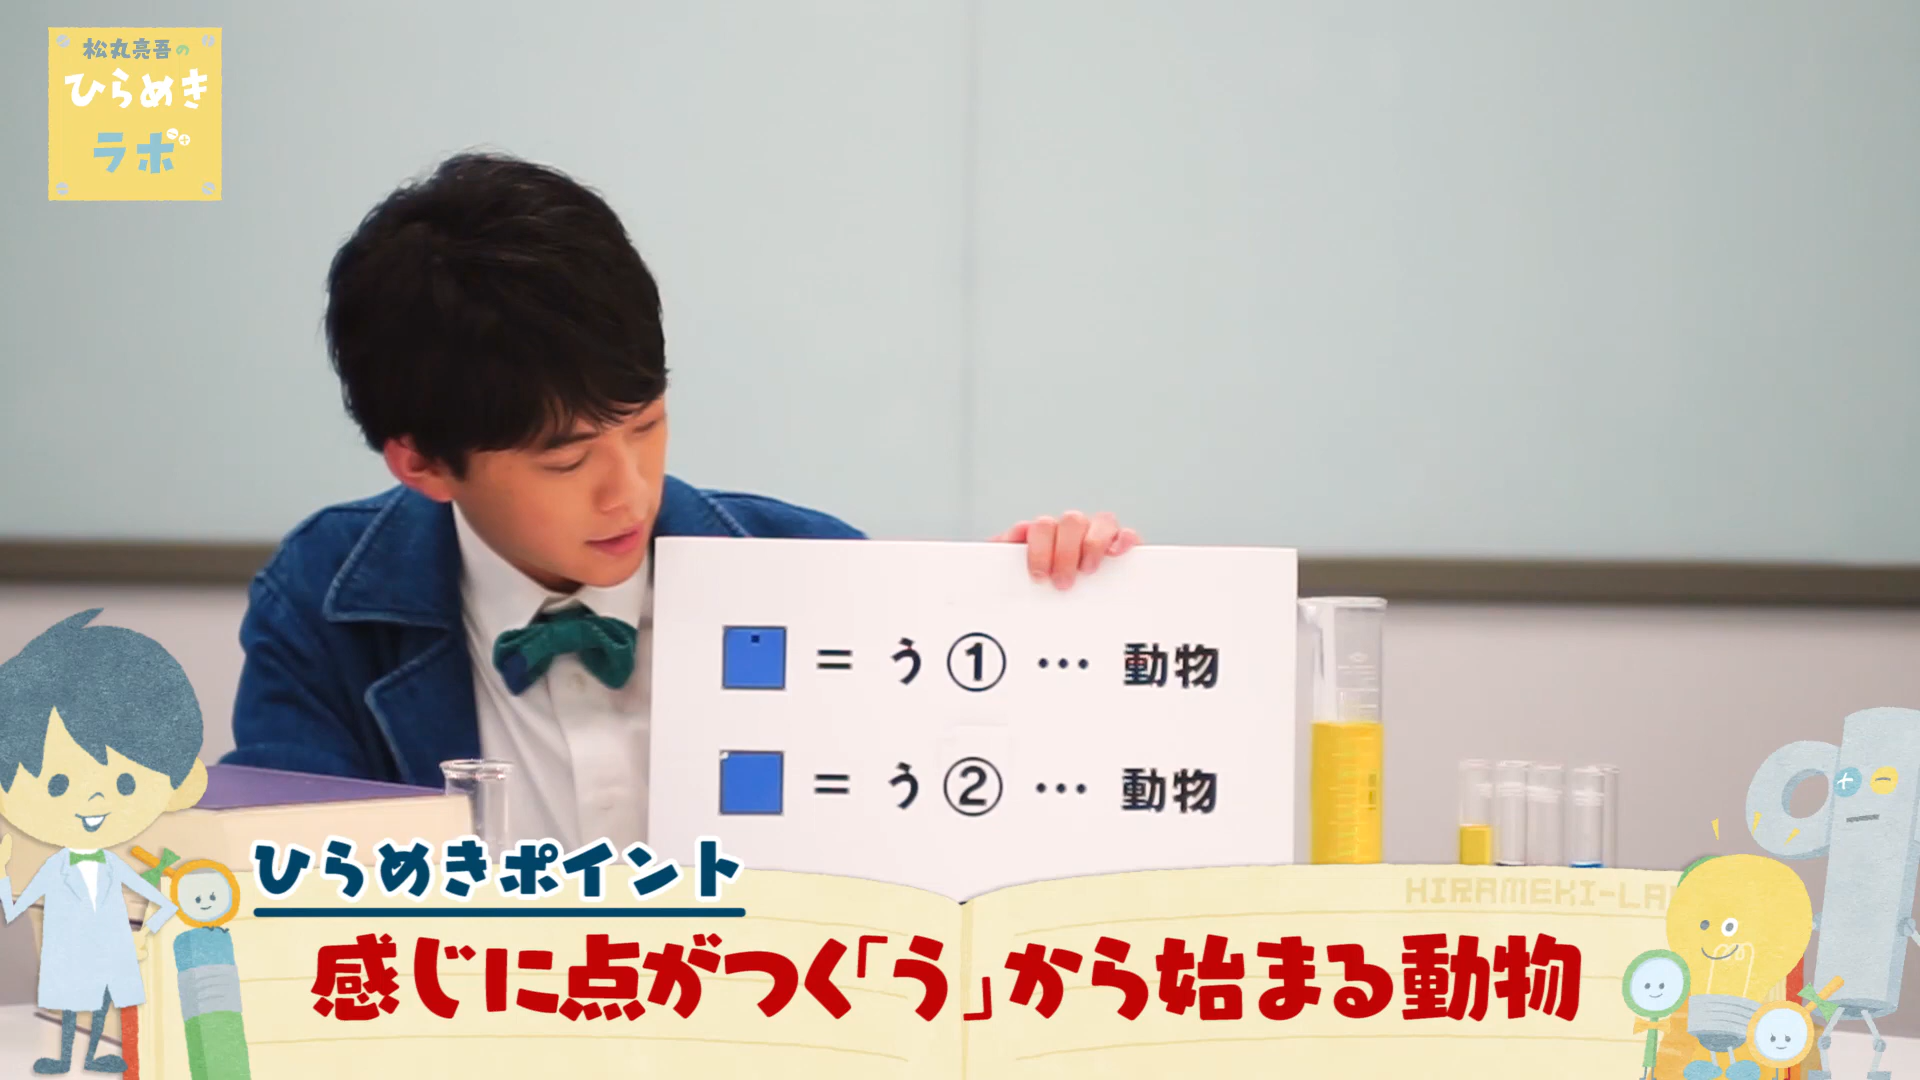 松丸亮吾の
ひらめき
ラボ
= う ① … 動物
= う ② … 動物
ひらめきポイント
HIRAMEKI-LA
感じに点がつく「う」から始まる動物